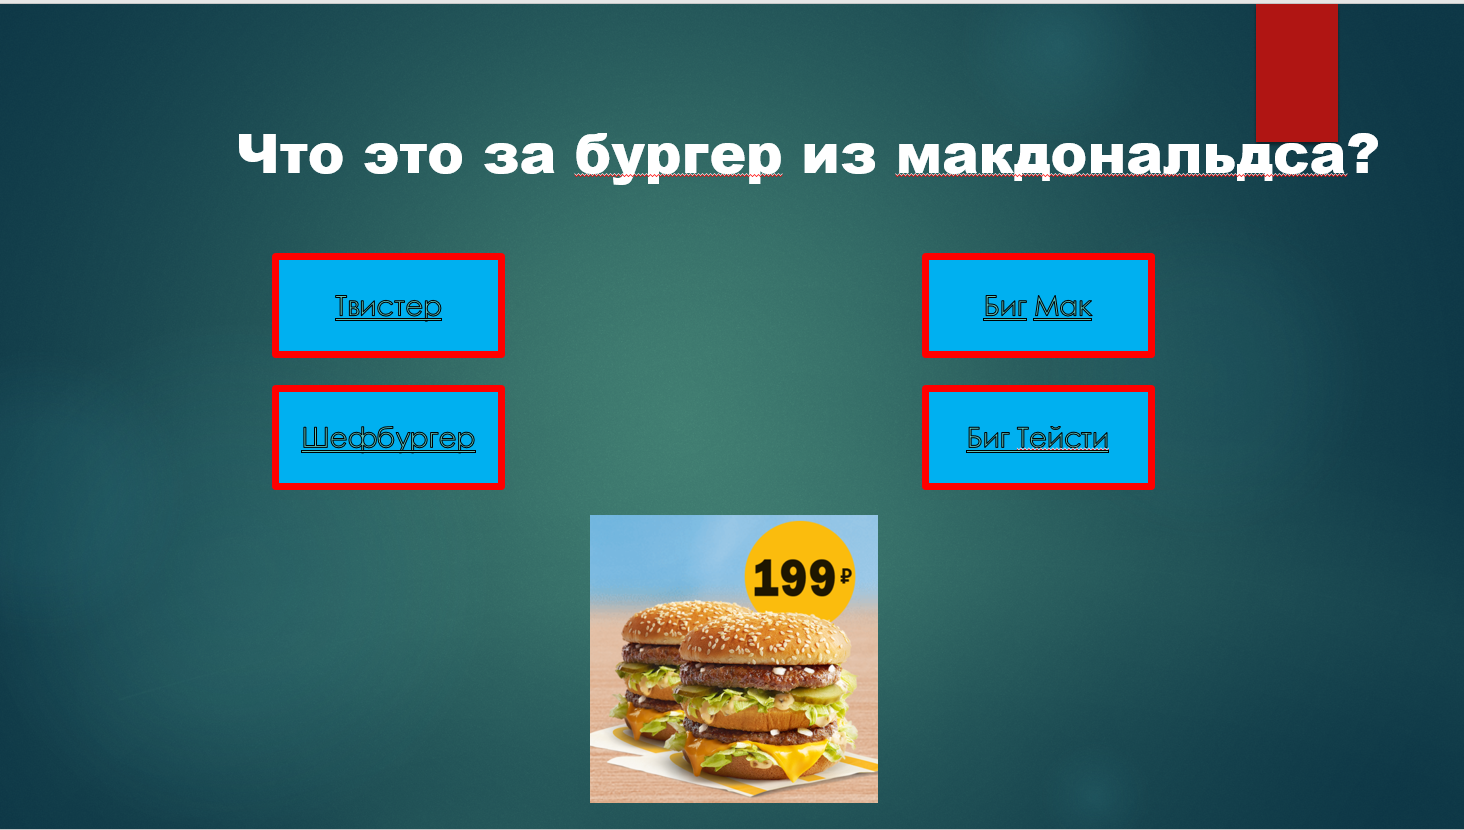 Что это за бургер из макдональдса?
Твистер
Биг Мак
Шефбургер
Биг Тейсти
199 ₽